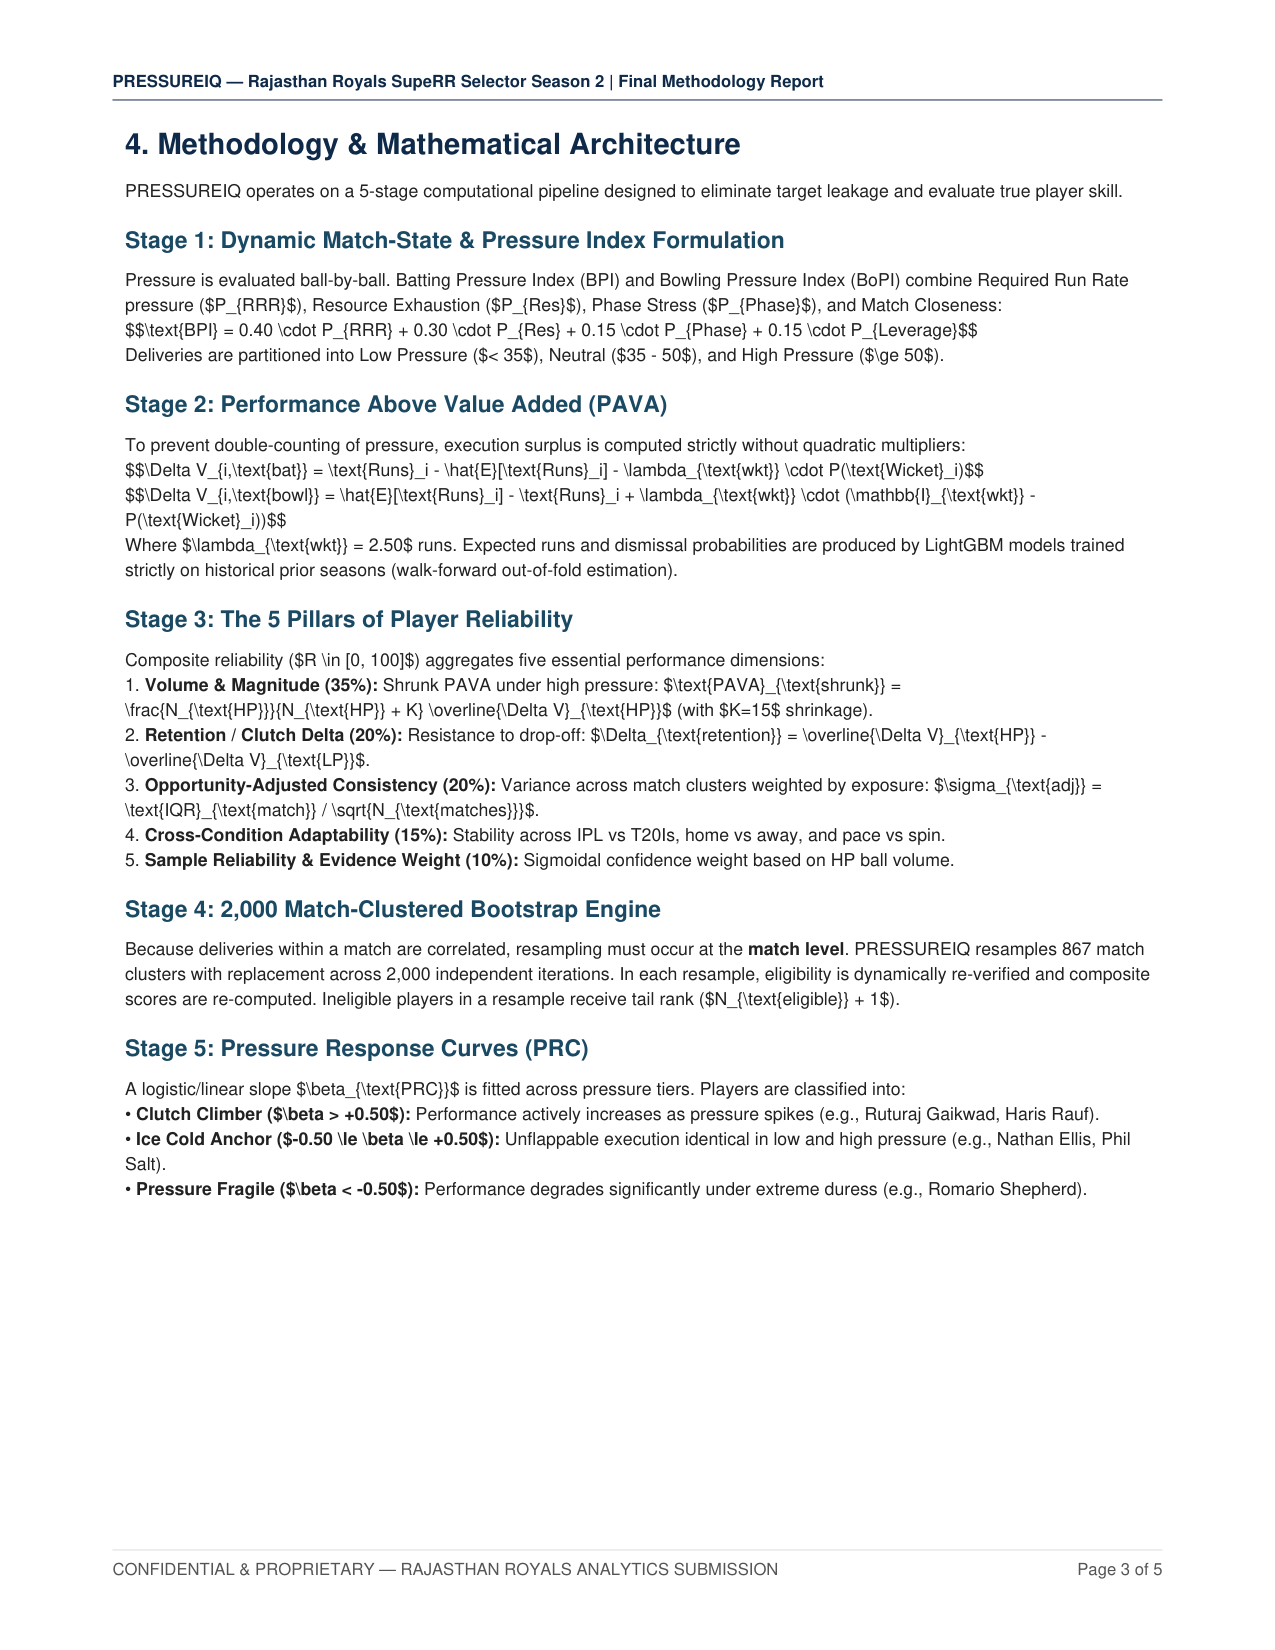 PRESSUREIQ — Rajasthan Royals SupeRR Selector Season 2 | Final Methodology Report
4. Methodology & Mathematical Architecture
PRESSUREIQ operates on a 5-stage computational pipeline designed to eliminate target leakage and evaluate true player skill.
Stage 1: Dynamic Match-State & Pressure Index Formulation
Pressure is evaluated ball-by-ball. Batting Pressure Index (BPI) and Bowling Pressure Index (BoPI) combine Required Run Rate
pressure ($P_{RRR}$), Resource Exhaustion ($P_{Res}$), Phase Stress ($P_{Phase}$), and Match Closeness:
$$\text{BPI} = 0.40 \cdot P_{RRR} + 0.30 \cdot P_{Res} + 0.15 \cdot P_{Phase} + 0.15 \cdot P_{Leverage}$$
Deliveries are partitioned into Low Pressure ($< 35$), Neutral ($35 - 50$), and High Pressure ($\ge 50$).
Stage 2: Performance Above Value Added (PAVA)
To prevent double-counting of pressure, execution surplus is computed strictly without quadratic multipliers:
$$\Delta V_{i,\text{bat}} = \text{Runs}_i - \hat{E}[\text{Runs}_i] - \lambda_{\text{wkt}} \cdot P(\text{Wicket}_i)$$
$$\Delta V_{i,\text{bowl}} = \hat{E}[\text{Runs}_i] - \text{Runs}_i + \lambda_{\text{wkt}} \cdot (\mathbb{I}_{\text{wkt}} -
P(\text{Wicket}_i))$$
Where $\lambda_{\text{wkt}} = 2.50$ runs. Expected runs and dismissal probabilities are produced by LightGBM models trained
strictly on historical prior seasons (walk-forward out-of-fold estimation).
Stage 3: The 5 Pillars of Player Reliability
Composite reliability ($R \in [0, 100]$) aggregates five essential performance dimensions:
1. Volume & Magnitude (35%): Shrunk PAVA under high pressure: $\text{PAVA}_{\text{shrunk}} =
\frac{N_{\text{HP}}}{N_{\text{HP}} + K} \overline{\Delta V}_{\text{HP}}$ (with $K=15$ shrinkage).
2. Retention / Clutch Delta (20%): Resistance to drop-off: $\Delta_{\text{retention}} = \overline{\Delta V}_{\text{HP}} -
\overline{\Delta V}_{\text{LP}}$.
3. Opportunity-Adjusted Consistency (20%): Variance across match clusters weighted by exposure: $\sigma_{\text{adj}} =
\text{IQR}_{\text{match}} / \sqrt{N_{\text{matches}}}$.
4. Cross-Condition Adaptability (15%): Stability across IPL vs T20Is, home vs away, and pace vs spin.
5. Sample Reliability & Evidence Weight (10%): Sigmoidal confidence weight based on HP ball volume.
Stage 4: 2,000 Match-Clustered Bootstrap Engine
Because deliveries within a match are correlated, resampling must occur at the match level. PRESSUREIQ resamples 867 match
clusters with replacement across 2,000 independent iterations. In each resample, eligibility is dynamically re-verified and composite
scores are re-computed. Ineligible players in a resample receive tail rank ($N_{\text{eligible}} + 1$).
Stage 5: Pressure Response Curves (PRC)
A logistic/linear slope $\beta_{\text{PRC}}$ is fitted across pressure tiers. Players are classified into:
• Clutch Climber ($\beta > +0.50$): Performance actively increases as pressure spikes (e.g., Ruturaj Gaikwad, Haris Rauf).
• Ice Cold Anchor ($-0.50 \le \beta \le +0.50$): Unflappable execution identical in low and high pressure (e.g., Nathan Ellis, Phil
Salt).
• Pressure Fragile ($\beta < -0.50$): Performance degrades significantly under extreme duress (e.g., Romario Shepherd).
CONFIDENTIAL & PROPRIETARY — RAJASTHAN ROYALS ANALYTICS SUBMISSION
Page 3 of 5